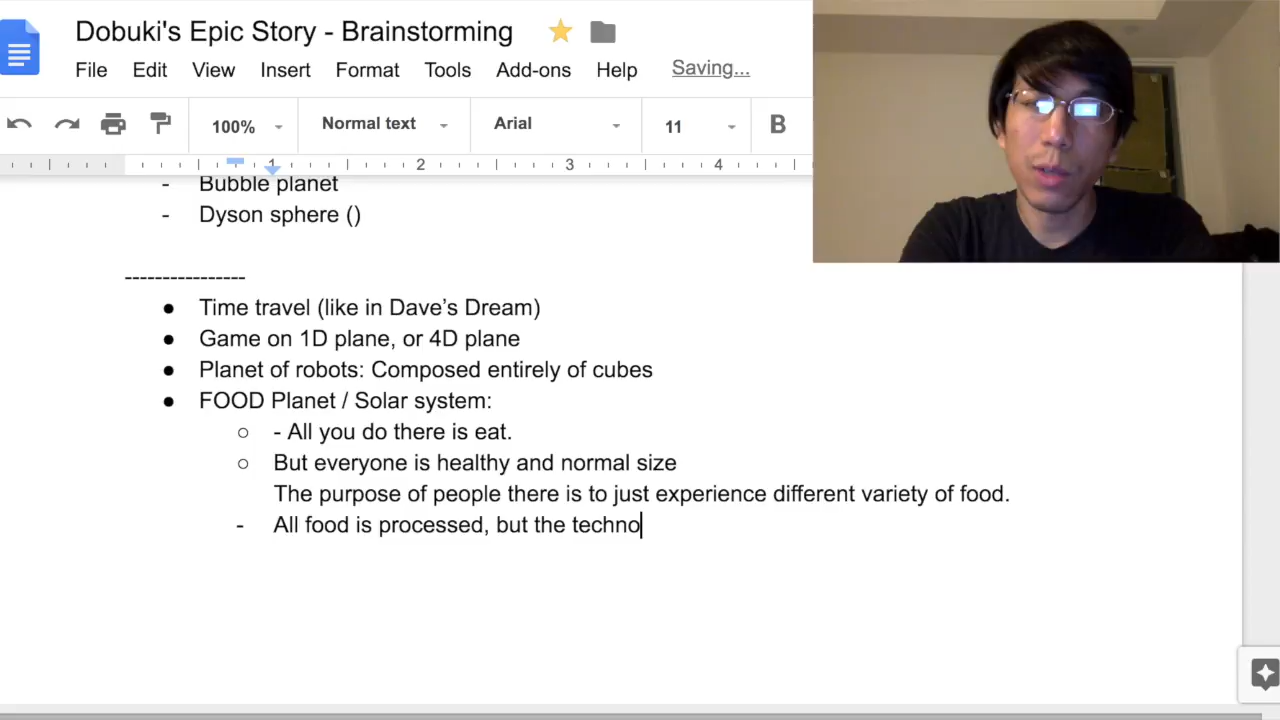 Dobuki's Epic Story - Brainstorming
File Edit View Insert Format Tools Add-ons Help Saving...
100% Normal text Arial 11 B
1 2 3 4
- Bubble planet
- Dyson sphere ()
----------------
● Time travel (like in Dave’s Dream)
● Game on 1D plane, or 4D plane
● Planet of robots: Composed entirely of cubes
● FOOD Planet / Solar system:
○ - All you do there is eat.
○ But everyone is healthy and normal size
The purpose of people there is to just experience different variety of food.
- All food is processed, but the techno